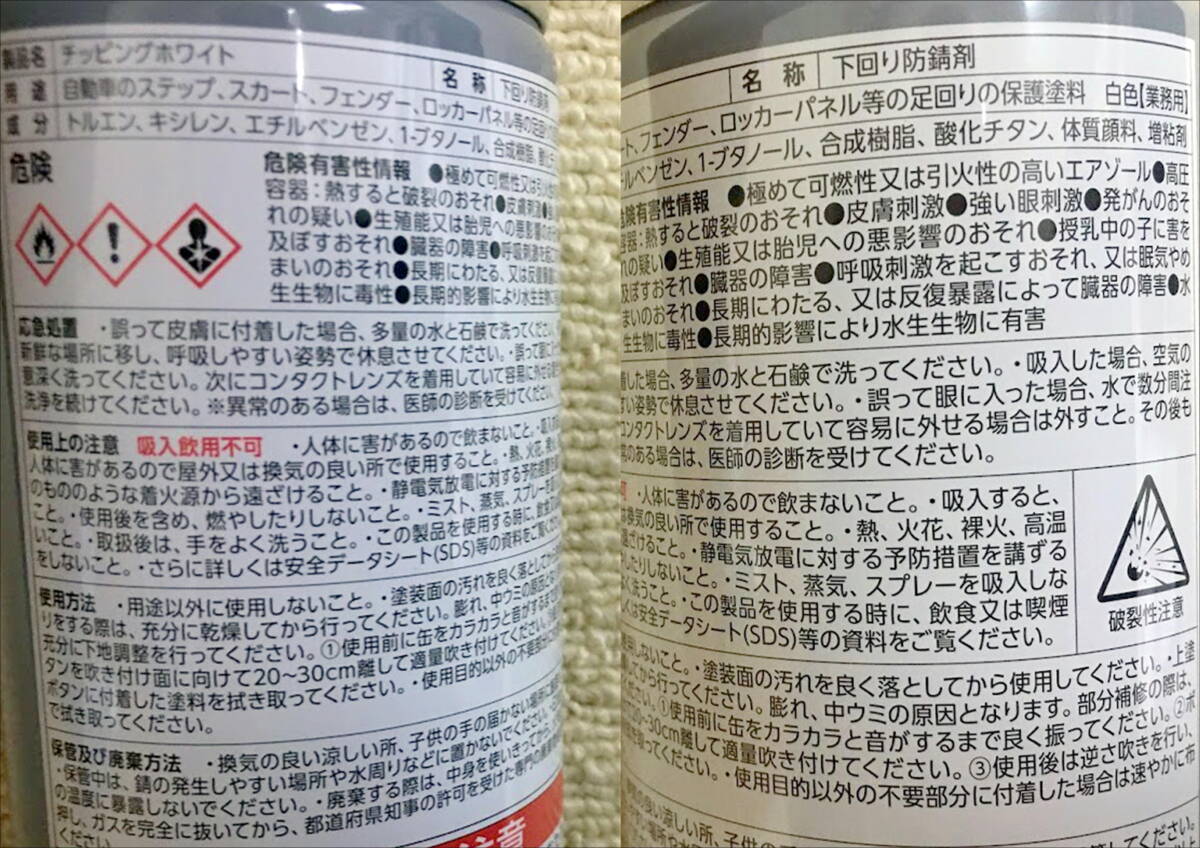 製品名 チッピングホワイト 名称 下回り防錆剤
用途 自動車のステップ、スカート、フェンダー、ロッカーパネル等の足回り
成分 トルエン、キシレン、エチルベンゼン、1-ブタノール、合成樹脂、酸化
危険
危険有害性情報 ●極めて可燃性又は引火
容器：熱すると破裂のおそれ●皮膚刺激●
れの疑い●生殖能又は胎児への悪影響の
及ぼすおそれ●臓器の障害●呼吸刺激を起
まいのおそれ●長期にわたる、又は反復
生生物に毒性●長期的影響により水生生物
応急処置 ・誤って皮膚に付着した場合、多量の水と石鹸で洗ってください。
新鮮な場所に移し、呼吸しやすい姿勢で休息させてください。・誤って眼に
意深く洗ってください。次にコンタクトレンズを着用していて容易に外せる
洗浄を続けてください。※異常のある場合は、医師の診断を受けてください。
使用上の注意 吸入飲用不可 ・人体に害があるので飲まないこと。・吸入
人体に害があるので屋外又は換気の良い所で使用すること。・熱、火花、
のもののような着火源から遠ざけること。・静電気放電に対する予防措置
こと。・使用後を含め、燃やしたりしないこと。・ミスト、蒸気、スプレーを
いこと。・取扱後は、手をよく洗うこと。・この製品を使用する時に、飲食
をしないこと。・さらに詳しくは安全データシート(SDS)等の資料をご覧くだ
使用方法 ・用途以外に使用しないこと。・塗装面の汚れを良く落としてか
りをする際は、充分に乾燥してから行ってください。膨れ、中ウミの原因と
充分に下地調整を行ってください。①使用前に缶をカラカラと音がするまで
タンを吹き付け面に向けて20～30cm離して適量吹き付けてください。
ボタンに付着した塗料を拭き取ってください。・使用目的以外の不要部
で拭き取ってください。
保管及び廃棄方法 ・換気の良い涼しい所、子供の手の届かない場所に
・保管中は、錆の発生しやすい場所や水周りなどに置かないでください。
の温度に暴露しないでください。・廃棄する際は、中身を使いきってから
押し、ガスを完全に抜いてから、都道府県知事の許可を受けた専門の廃棄
ください。
注意
名称 下回り防錆剤
ート、フェンダー、ロッカーパネル等の足回りの保護塗料 白色【業務用】
ルベンゼン、1-ブタノール、合成樹脂、酸化チタン、体質顔料、増粘剤
危険有害性情報 ●極めて可燃性又は引火性の高いエアゾール●高圧
容器：熱すると破裂のおそれ●皮膚刺激●強い眼刺激●発がんのおそ
れの疑い●生殖能又は胎児への悪影響のおそれ●授乳中の子に害を
及ぼすおそれ●臓器の障害●呼吸刺激を起こすおそれ、又は眠気やめ
まいのおそれ●長期にわたる、又は反復暴露によって臓器の障害●水
生生物に毒性●長期的影響により水生生物に有害
着した場合、多量の水と石鹸で洗ってください。・吸入した場合、空気の
すい姿勢で休息させてください。・誤って眼に入った場合、水で数分間注
コンタクトレンズを着用していて容易に外せる場合は外すこと。その後も
常のある場合は、医師の診断を受けてください。
可 ・人体に害があるので飲まないこと。・吸入すると、
は換気の良い所で使用すること。・熱、火花、裸火、高温
遠ざけること。・静電気放電に対する予防措置を講ずる
したりしないこと。・ミスト、蒸気、スプレーを吸入しな
よく洗うこと。・この製品を使用する時に、飲食又は喫煙
くは安全データシート(SDS)等の資料をご覧ください。
破裂性注意
使用しないこと。・塗装面の汚れを良く落としてから使用してください。・上塗
してから行ってください。膨れ、中ウミの原因となります。部分補修の際は、
。①使用前に缶をカラカラと音がするまで良く振ってください。②ボ
20~30cm離して適量吹き付けてください。③使用後は逆さ吹きを行い、
取ってください。・使用目的以外の不要部分に付着した場合は速やかに布
の良い涼しい所、子供の